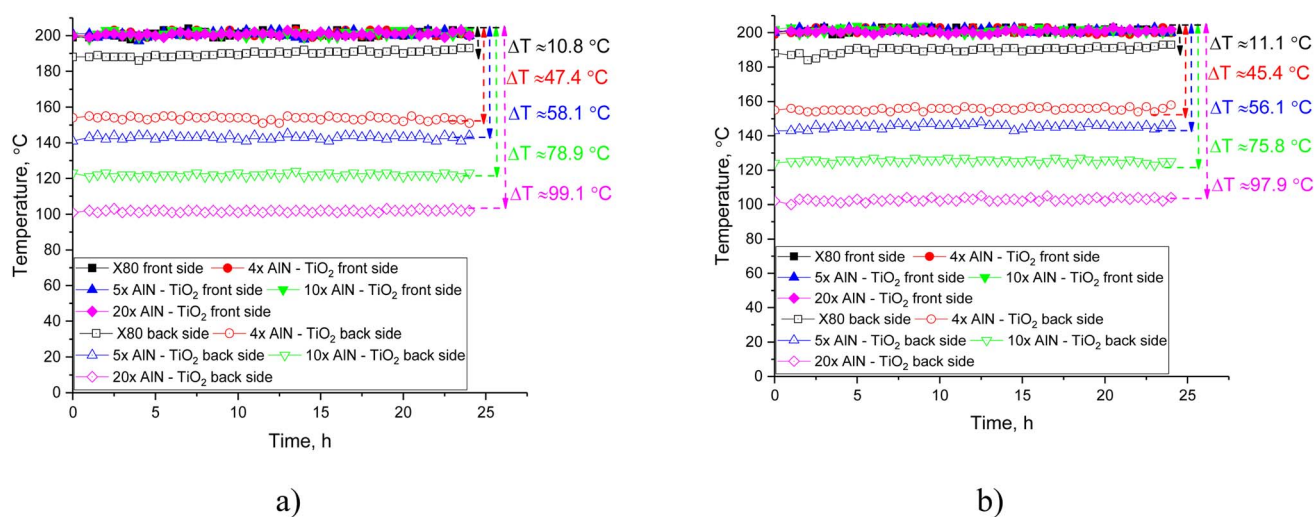 200
180
160
140
120
100
80
60
40
20
0
Temperature, °C
ΔT ≈10.8 °C
ΔT ≈47.4 °C
ΔT ≈58.1 °C
ΔT ≈78.9 °C
ΔT ≈99.1 °C
X80 front side 4x AlN - TiO₂ front side
5x AlN - TiO₂ front side 10x AlN - TiO₂ front side
20x AlN - TiO₂ front side
X80 back side 4x AlN - TiO₂ back side
5x AlN - TiO₂ back side 10x AlN - TiO₂ back side
20x AlN - TiO₂ back side
0 5 10 15 20 25
Time, h
a)
200
180
160
140
120
100
80
60
40
20
0
Temperature, °C
ΔT ≈11.1 °C
ΔT ≈45.4 °C
ΔT ≈56.1 °C
ΔT ≈75.8 °C
ΔT ≈97.9 °C
X80 front side 4x AlN - TiO₂ front side
5x AlN - TiO₂ front side 10x AlN - TiO₂ front side
20x AlN - TiO₂ front side
X80 back side 4x AlN - TiO₂ back side
5x AlN - TiO₂ back side 10x AlN - TiO₂ back side
20x AlN - TiO₂ back side
0 5 10 15 20 25
Time, h
b)